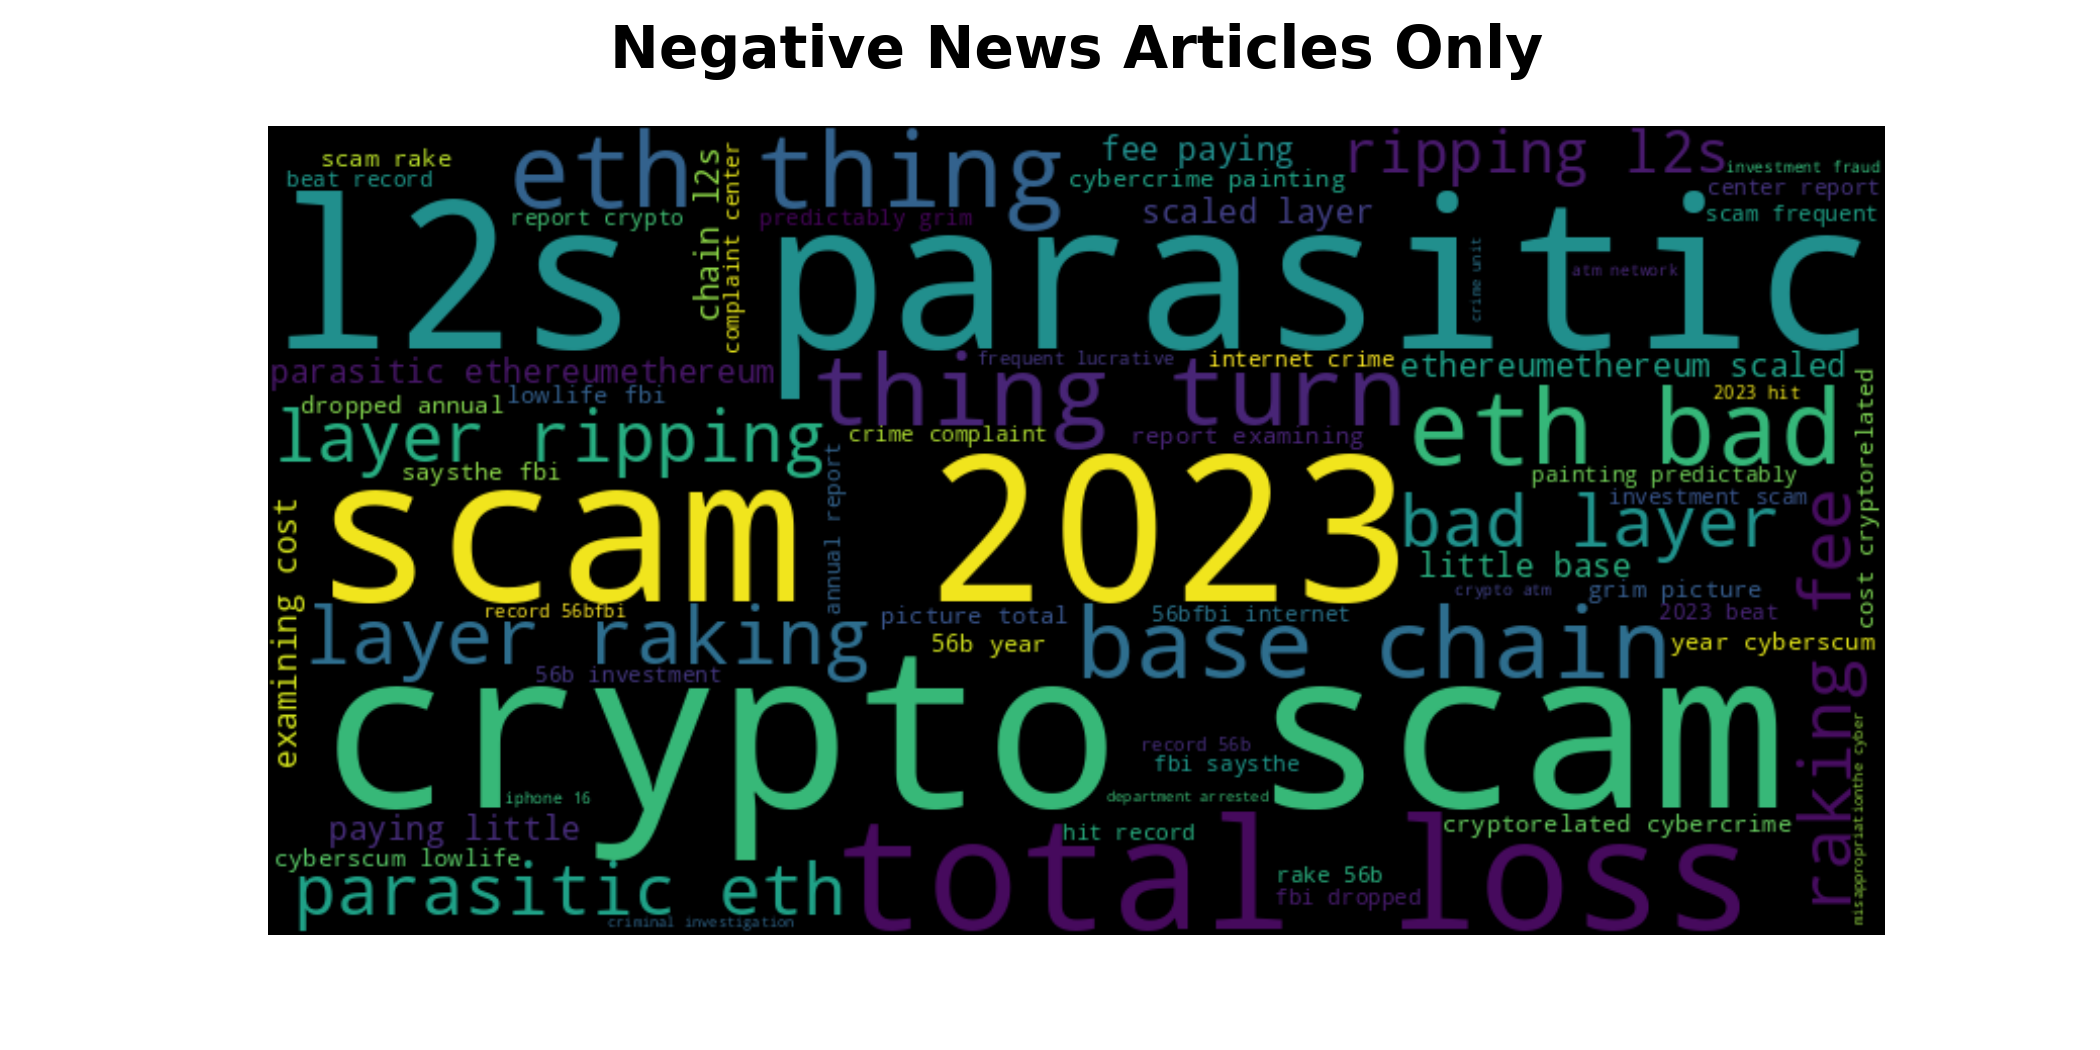 Negative News Articles Only
scam rake
beat record
eth thing
fee paying
ripping l2s
investment fraud
cybercrime painting
center report
l2s parasitic
report crypto
chain l2s
complaint center
predictably grim
scaled layer
scam frequent
crime unit
atm network
parasitic ethereumethereum
frequent lucrative
internet crime
ethereumethereum scaled
lowlife fbi
thing turn
2023 hit
dropped annual
eth bad
cost cryptorelated
layer ripping
crime complaint
report examining
saysthe fbi
annual report
painting predictably
scam 2023
investment scam
bad layer
raking fee
examining cost
little base
crypto atm
grim picture
record 56bfbi
2023 beat
layer raking
picture total
56bfbi internet
base chain
56b year
year cyberscum
56b investment
crypto scam
record 56b
fbi saysthe
misappropriationthe cyber
iphone 16
department arrested
paying little
total loss
hit record
cryptorelated cybercrime
cyberscum lowlife
parasitic eth
rake 56b
fbi dropped
criminal investigation